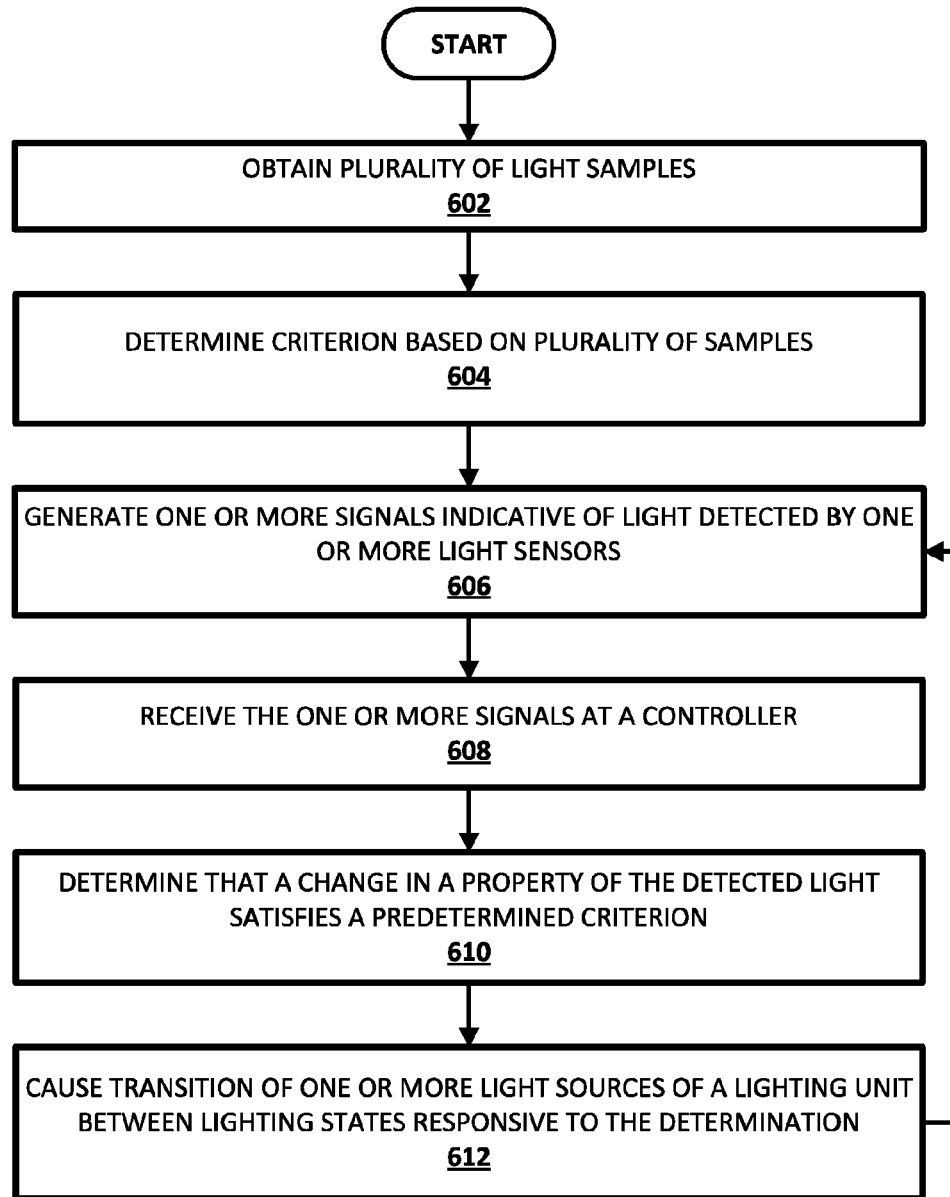 START
OBTAIN PLURALITY OF LIGHT SAMPLES
602
DETERMINE CRITERION BASED ON PLURALITY OF SAMPLES
604
GENERATE ONE OR MORE SIGNALS INDICATIVE OF LIGHT DETECTED BY ONE
OR MORE LIGHT SENSORS
606
RECEIVE THE ONE OR MORE SIGNALS AT A CONTROLLER
608
DETERMINE THAT A CHANGE IN A PROPERTY OF THE DETECTED LIGHT
SATISFIES A PREDETERMINED CRITERION
610
CAUSE TRANSITION OF ONE OR MORE LIGHT SOURCES OF A LIGHTING UNIT
BETWEEN LIGHTING STATES RESPONSIVE TO THE DETERMINATION
612